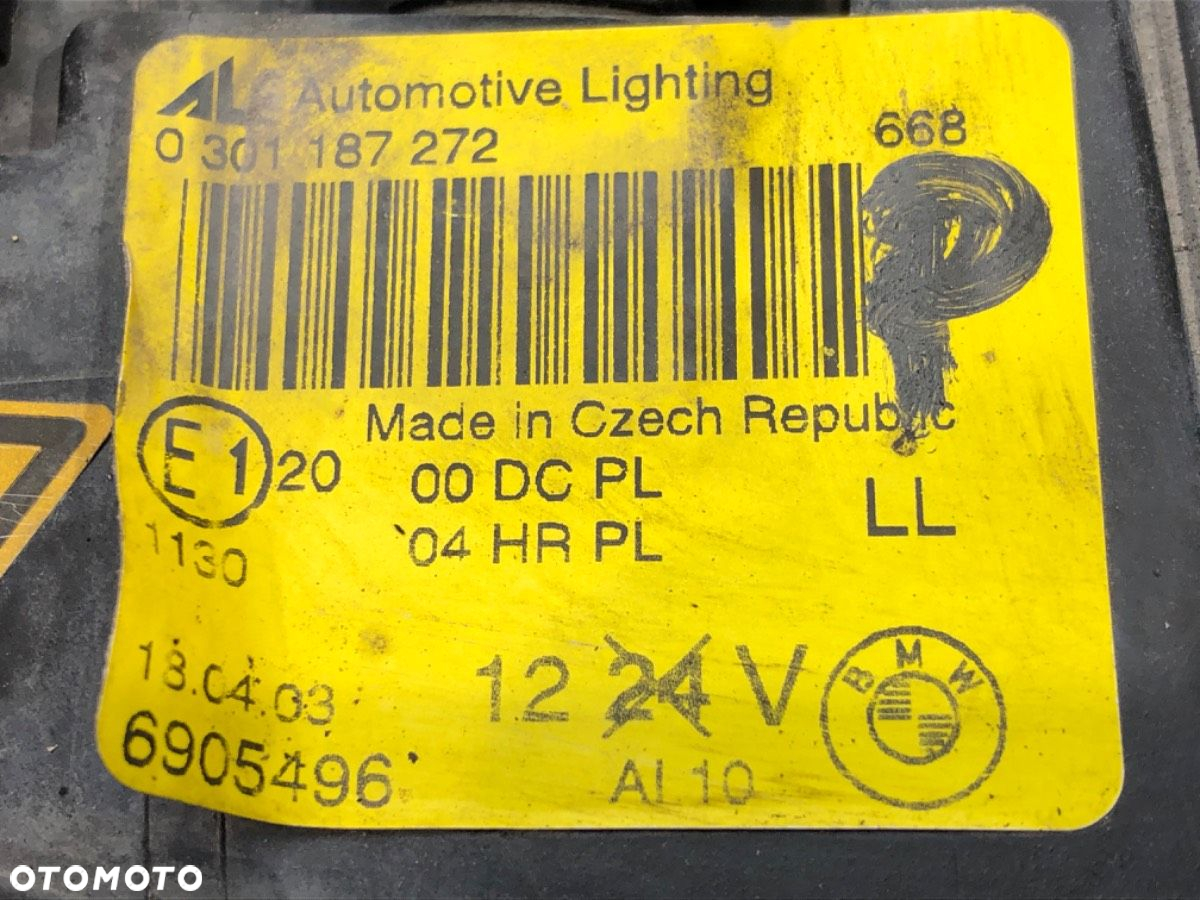 AL Automotive Lighting
0 301 187 272
668
P
Made in Czech Republic
E1 20
00 DC PL
LL
1130
04 HR PL
18.04.03
12 24 V
BMW
6905496
AL 10
OTOMOTO